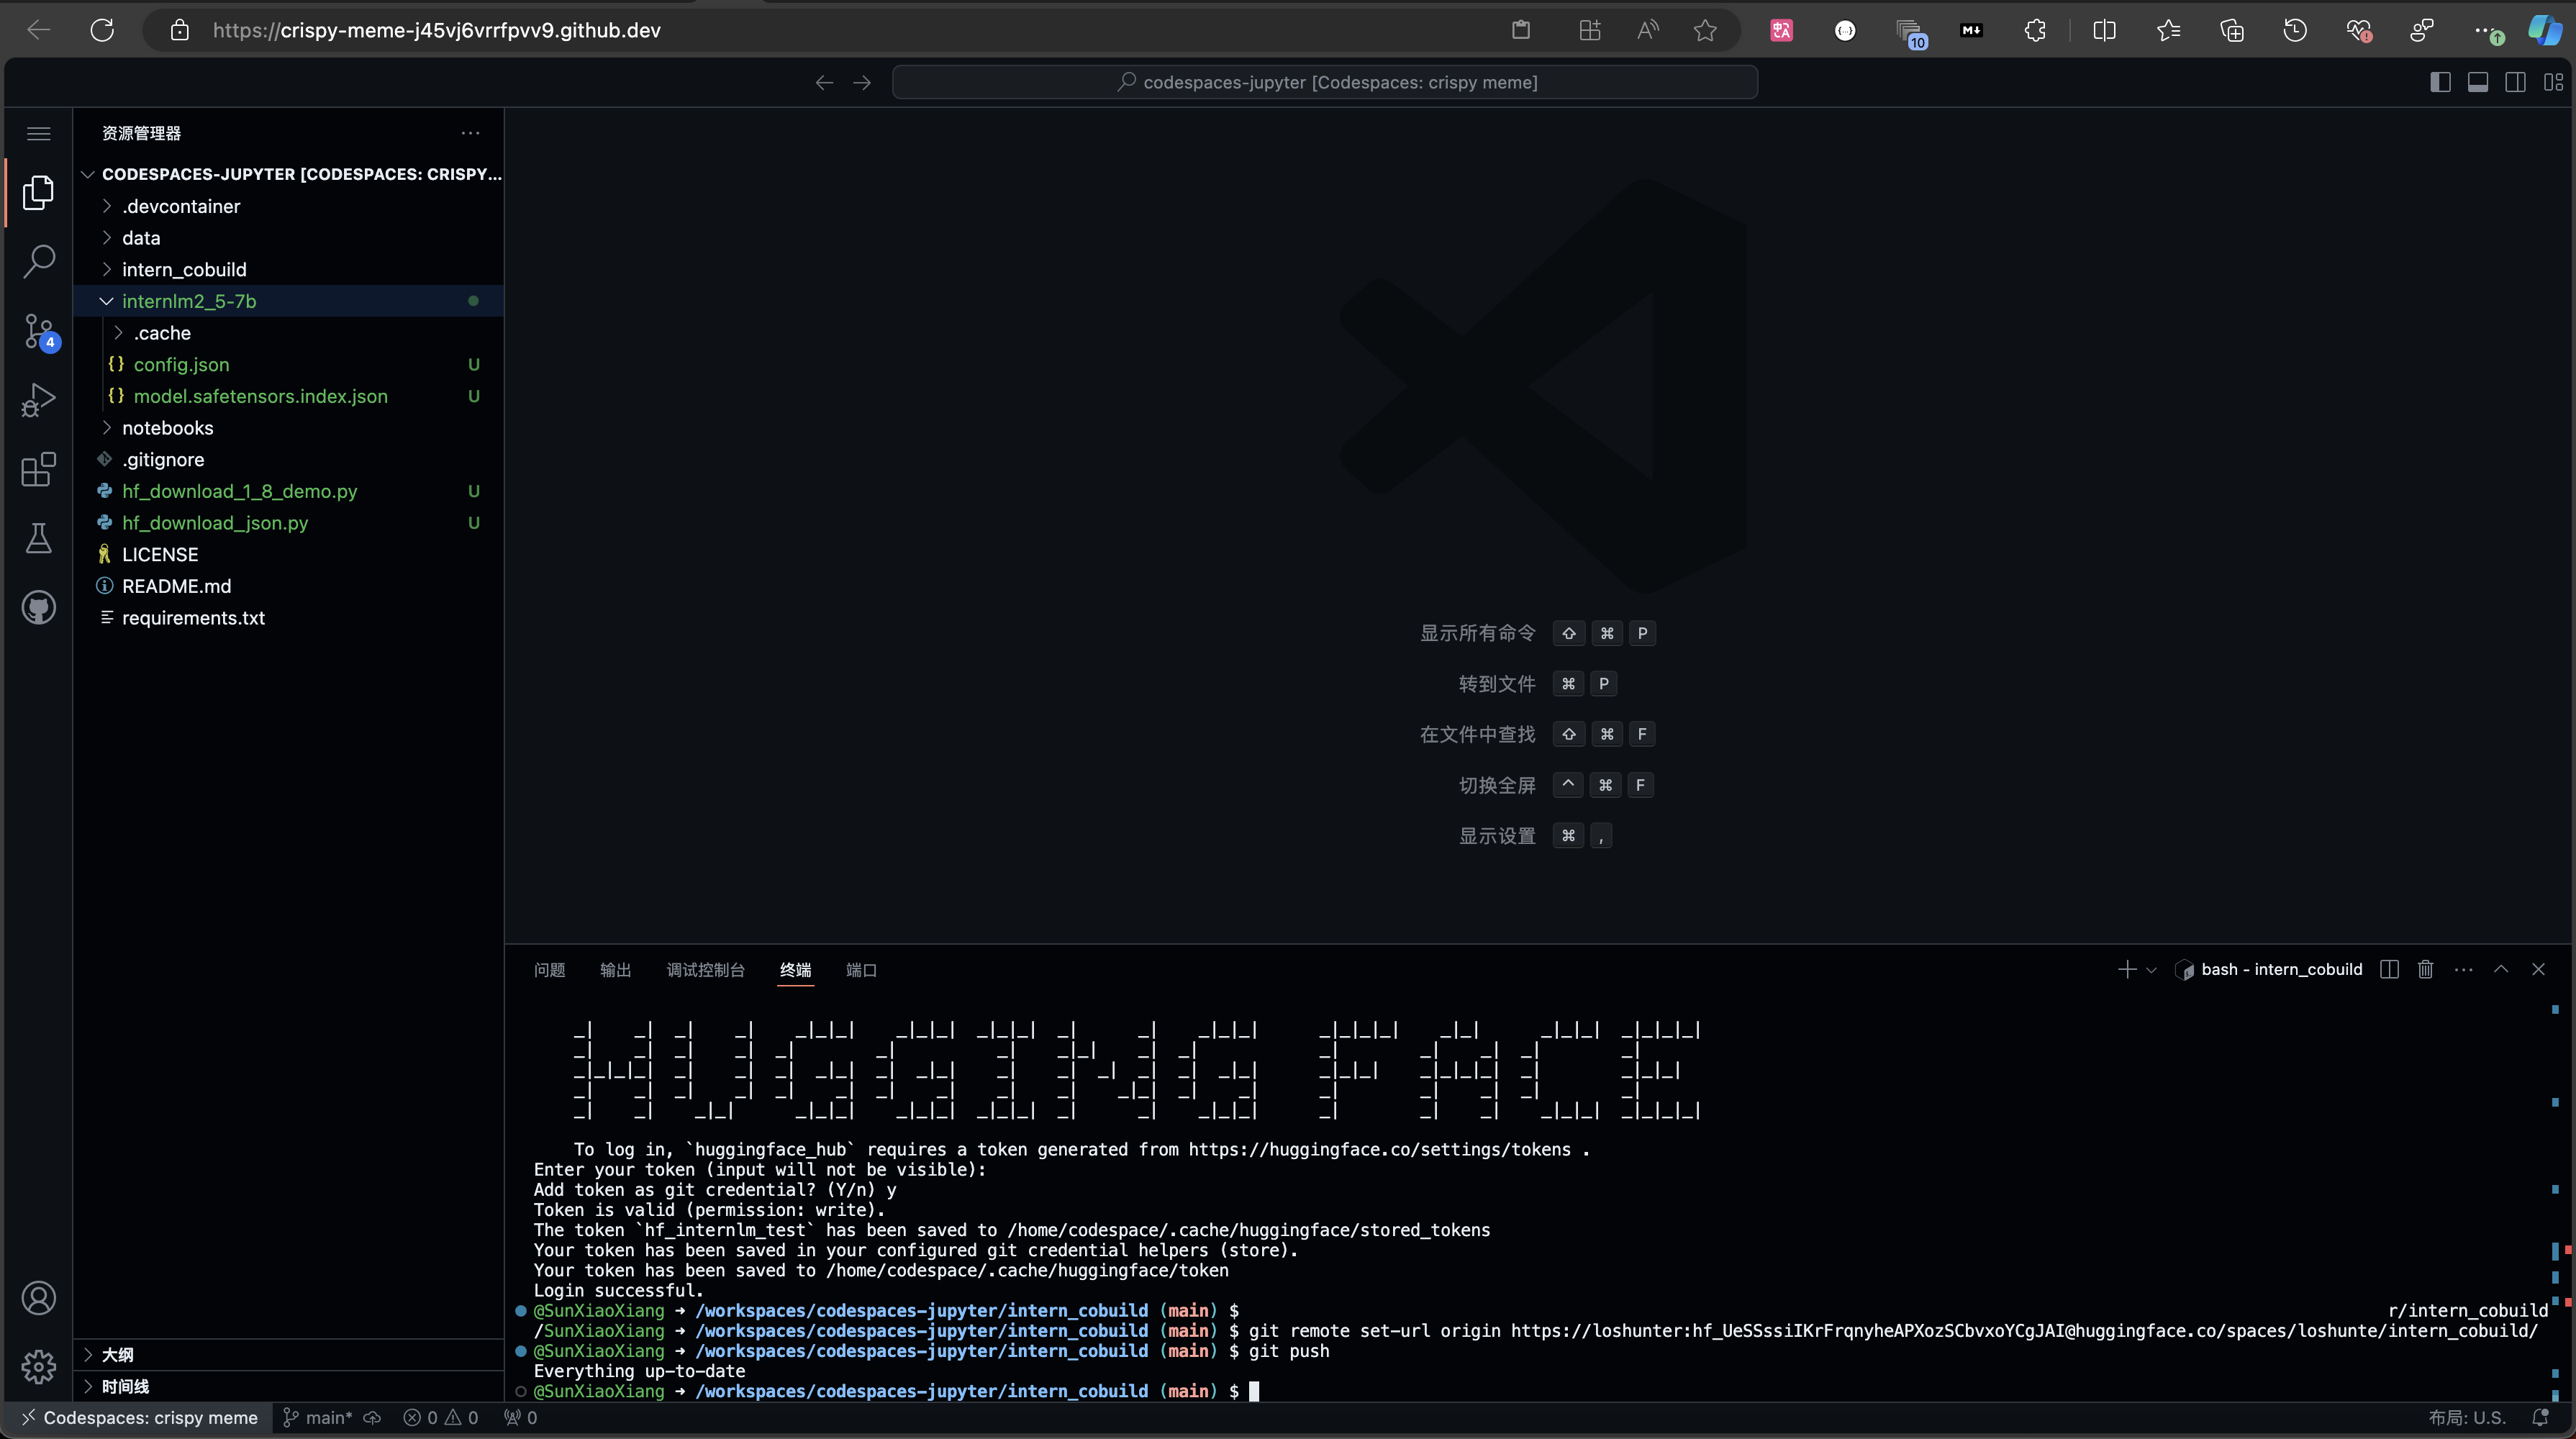 https://crispy-meme-j45vj6vrrfpvv9.github.dev
10
codespaces-jupyter [Codespaces: crispy meme]
资源管理器
CODESPACES-JUPYTER [CODESPACES: CRISPY...
.devcontainer
data
intern_cobuild
internlm2_5-7b
.cache
4
config.json U
model.safetensors.index.json U
notebooks
.gitignore
hf_download_1_8_demo.py U
hf_download_json.py U
LICENSE
README.md
requirements.txt
显示所有命令 ⇧ ⌘ P
转到文件 ⌘ P
在文件中查找 ⇧ ⌘ F
切换全屏 ^ ⌘ F
显示设置 ⌘ ,
问题 输出 调试控制台 终端 端口
bash - intern_cobuild
HUGGING FACE
To log in, `huggingface_hub` requires a token generated from https://huggingface.co/settings/tokens .
Enter your token (input will not be visible):
Add token as git credential? (Y/n) y
Token is valid (permission: write).
The token `hf_internlm_test` has been saved to /home/codespace/.cache/huggingface/stored_tokens
Your token has been saved in your configured git credential helpers (store).
Your token has been saved to /home/codespace/.cache/huggingface/token
Login successful.
@SunXiaoXiang ➜ /workspaces/codespaces-jupyter/intern_cobuild (main) $ r/intern_cobuild
/SunXiaoXiang ➜ /workspaces/codespaces-jupyter/intern_cobuild (main) $ git remote set-url origin https://loshunter: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@huggingface.co/spaces/loshunte/intern_cobuild/
@SunXiaoXiang ➜ /workspaces/codespaces-jupyter/intern_cobuild (main) $ git push
Everything up-to-date
@SunXiaoXiang ➜ /workspaces/codespaces-jupyter/intern_cobuild (main) $
大纲
时间线
Codespaces: crispy meme main* 0 0 0 布局: U.S.